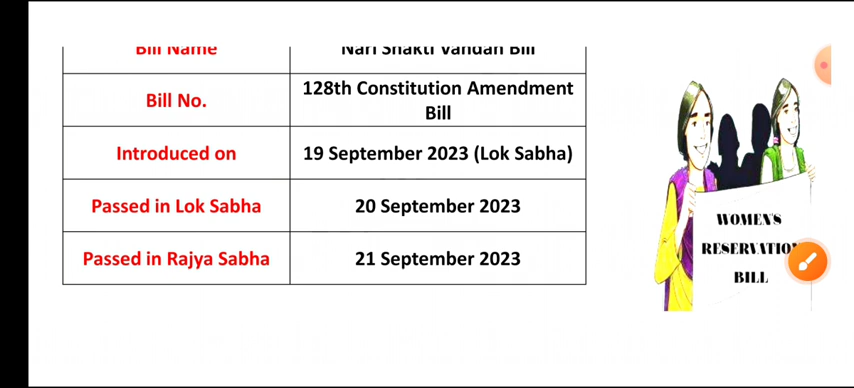 Bill Name
Nari Shakti Vandan Bill
Bill No.
128th Constitution Amendment
Bill
Introduced on
19 September 2023 (Lok Sabha)
Passed in Lok Sabha
20 September 2023
Passed in Rajya Sabha
21 September 2023
WOMEN'S
RESERVATIO
BILL